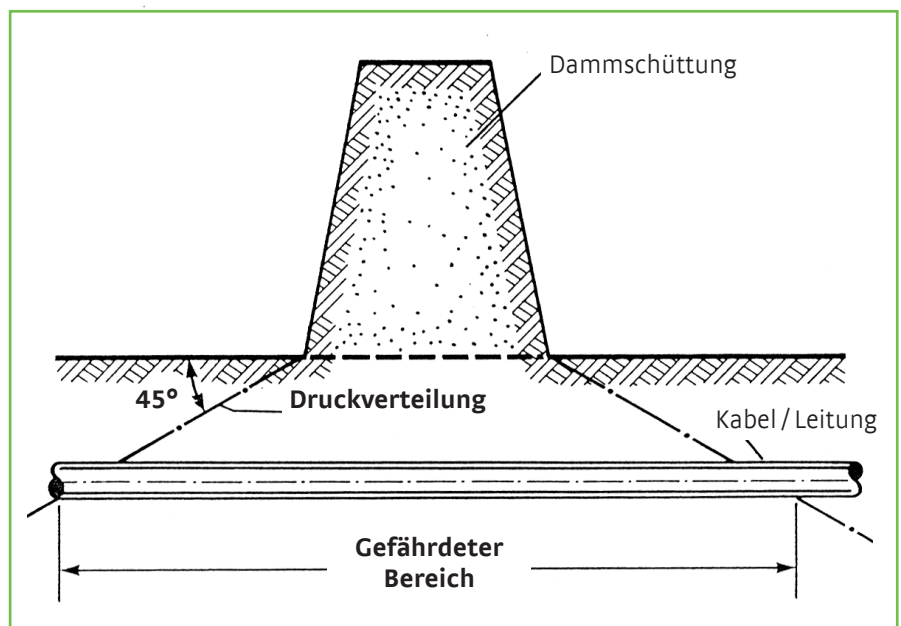 Dammschüttung
45°
Druckverteilung
Kabel / Leitung
Gefährdeter
Bereich